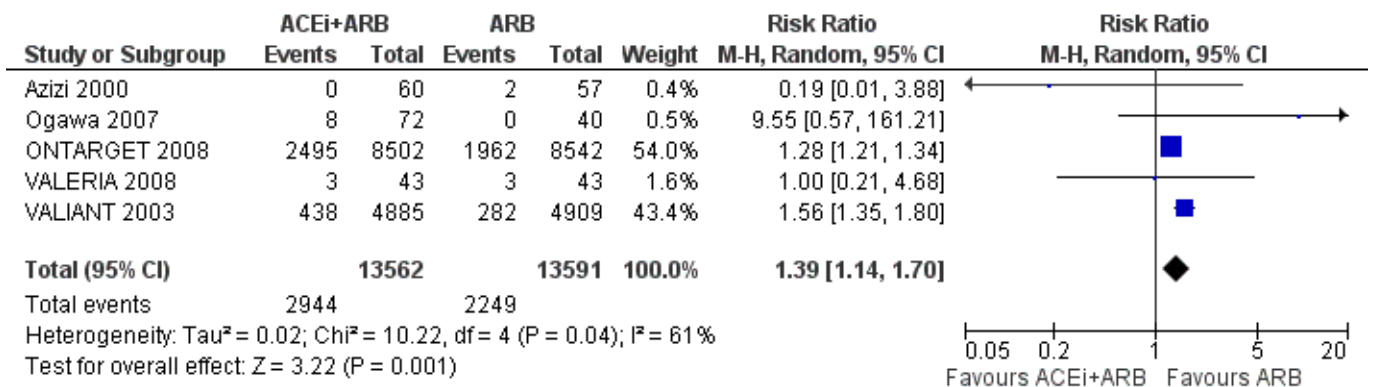 ACEi+ARB ARB Risk Ratio Risk Ratio
Study or Subgroup Events Total Events Total Weight M-H, Random, 95% CI M-H, Random, 95% CI
Azizi 2000 0 60 2 57 0.4% 0.19 [0.01, 3.88]
Ogawa 2007 8 72 0 40 0.5% 9.55 [0.57, 161.21]
ONTARGET 2008 2495 8502 1962 8542 54.0% 1.28 [1.21, 1.34]
VALERIA 2008 3 43 3 43 1.6% 1.00 [0.21, 4.68]
VALIANT 2003 438 4885 282 4909 43.4% 1.56 [1.35, 1.80]
Total (95% CI) 13562 13591 100.0% 1.39 [1.14, 1.70]
Total events 2944 2249
Heterogeneity: Tau² = 0.02; Chi² = 10.22, df = 4 (P = 0.04); I² = 61%
Test for overall effect: Z = 3.22 (P = 0.001)
0.05 0.2 1 5 20
Favours ACEi+ARB Favours ARB